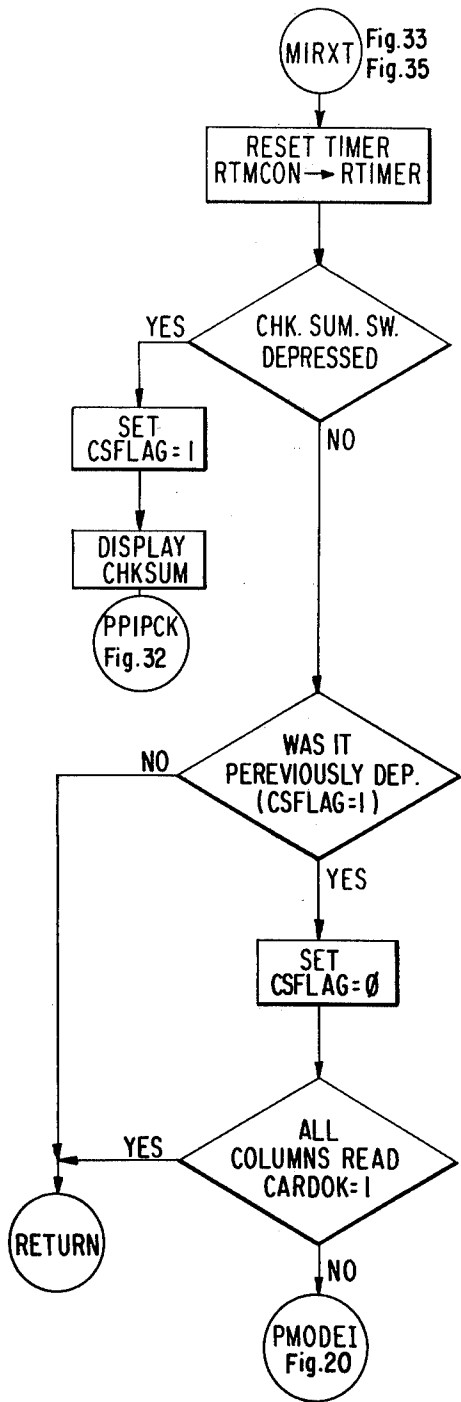 MIRXT
Fig.33
Fig.35
RESET TIMER
RTMCON → RTIMER
CHK. SUM. SW.
DEPRESSED
YES
NO
SET
CSFLAG=1
DISPLAY
CHKSUM
PPIPCK
Fig.32
WAS IT
PEREVIOUSLY DEP.
(CSFLAG=1)
NO
YES
SET
CSFLAG=Ø
ALL
COLUMNS READ
CARDOK=1
YES
NO
RETURN
PMODEI
Fig.20